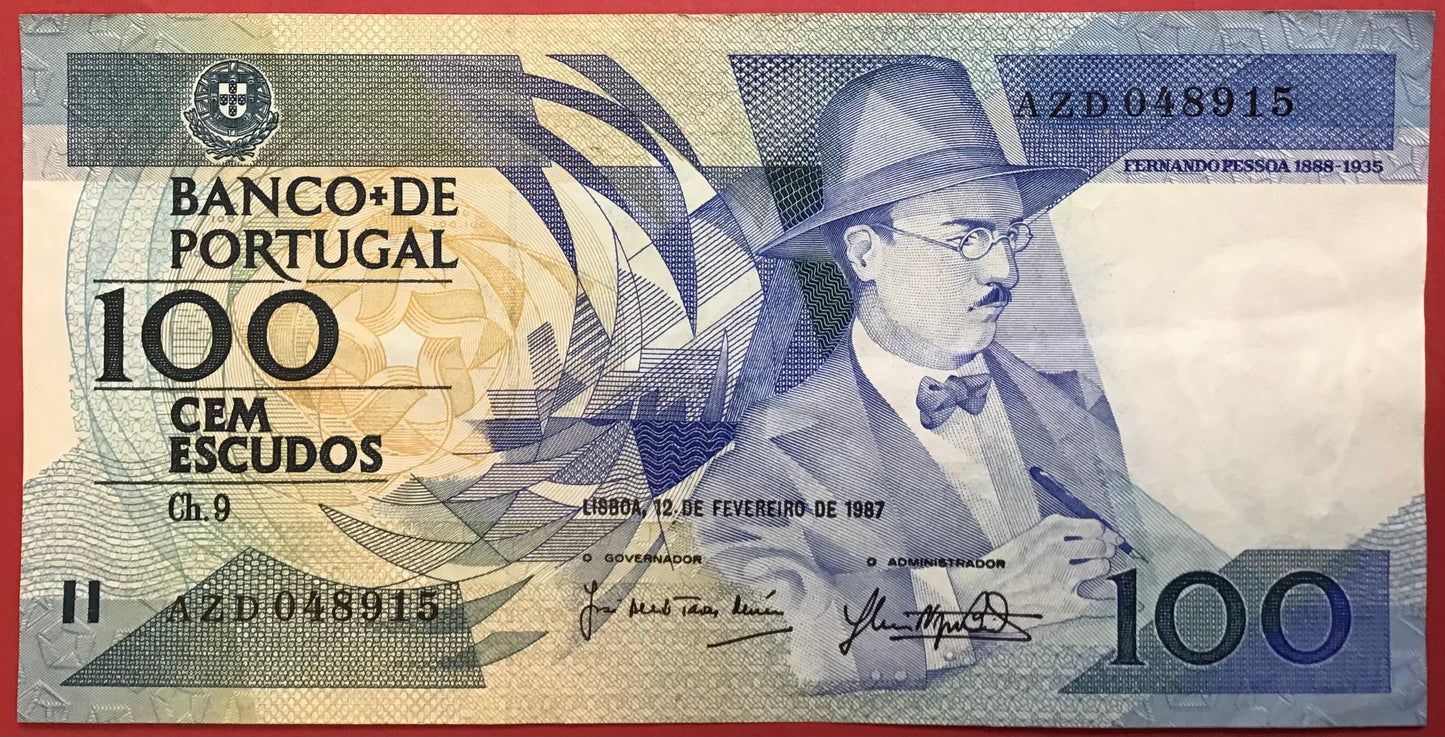 AZD 048915
FERNANDO PESSOA 1888-1935
BANCO DE
PORTUGAL
100
CEM
ESCUDOS
Ch. 9
LISBOA, 12. DE FEVEREIRO DE 1987
O GOVERNADOR
O ADMINISTRADOR
AZD 048915
100